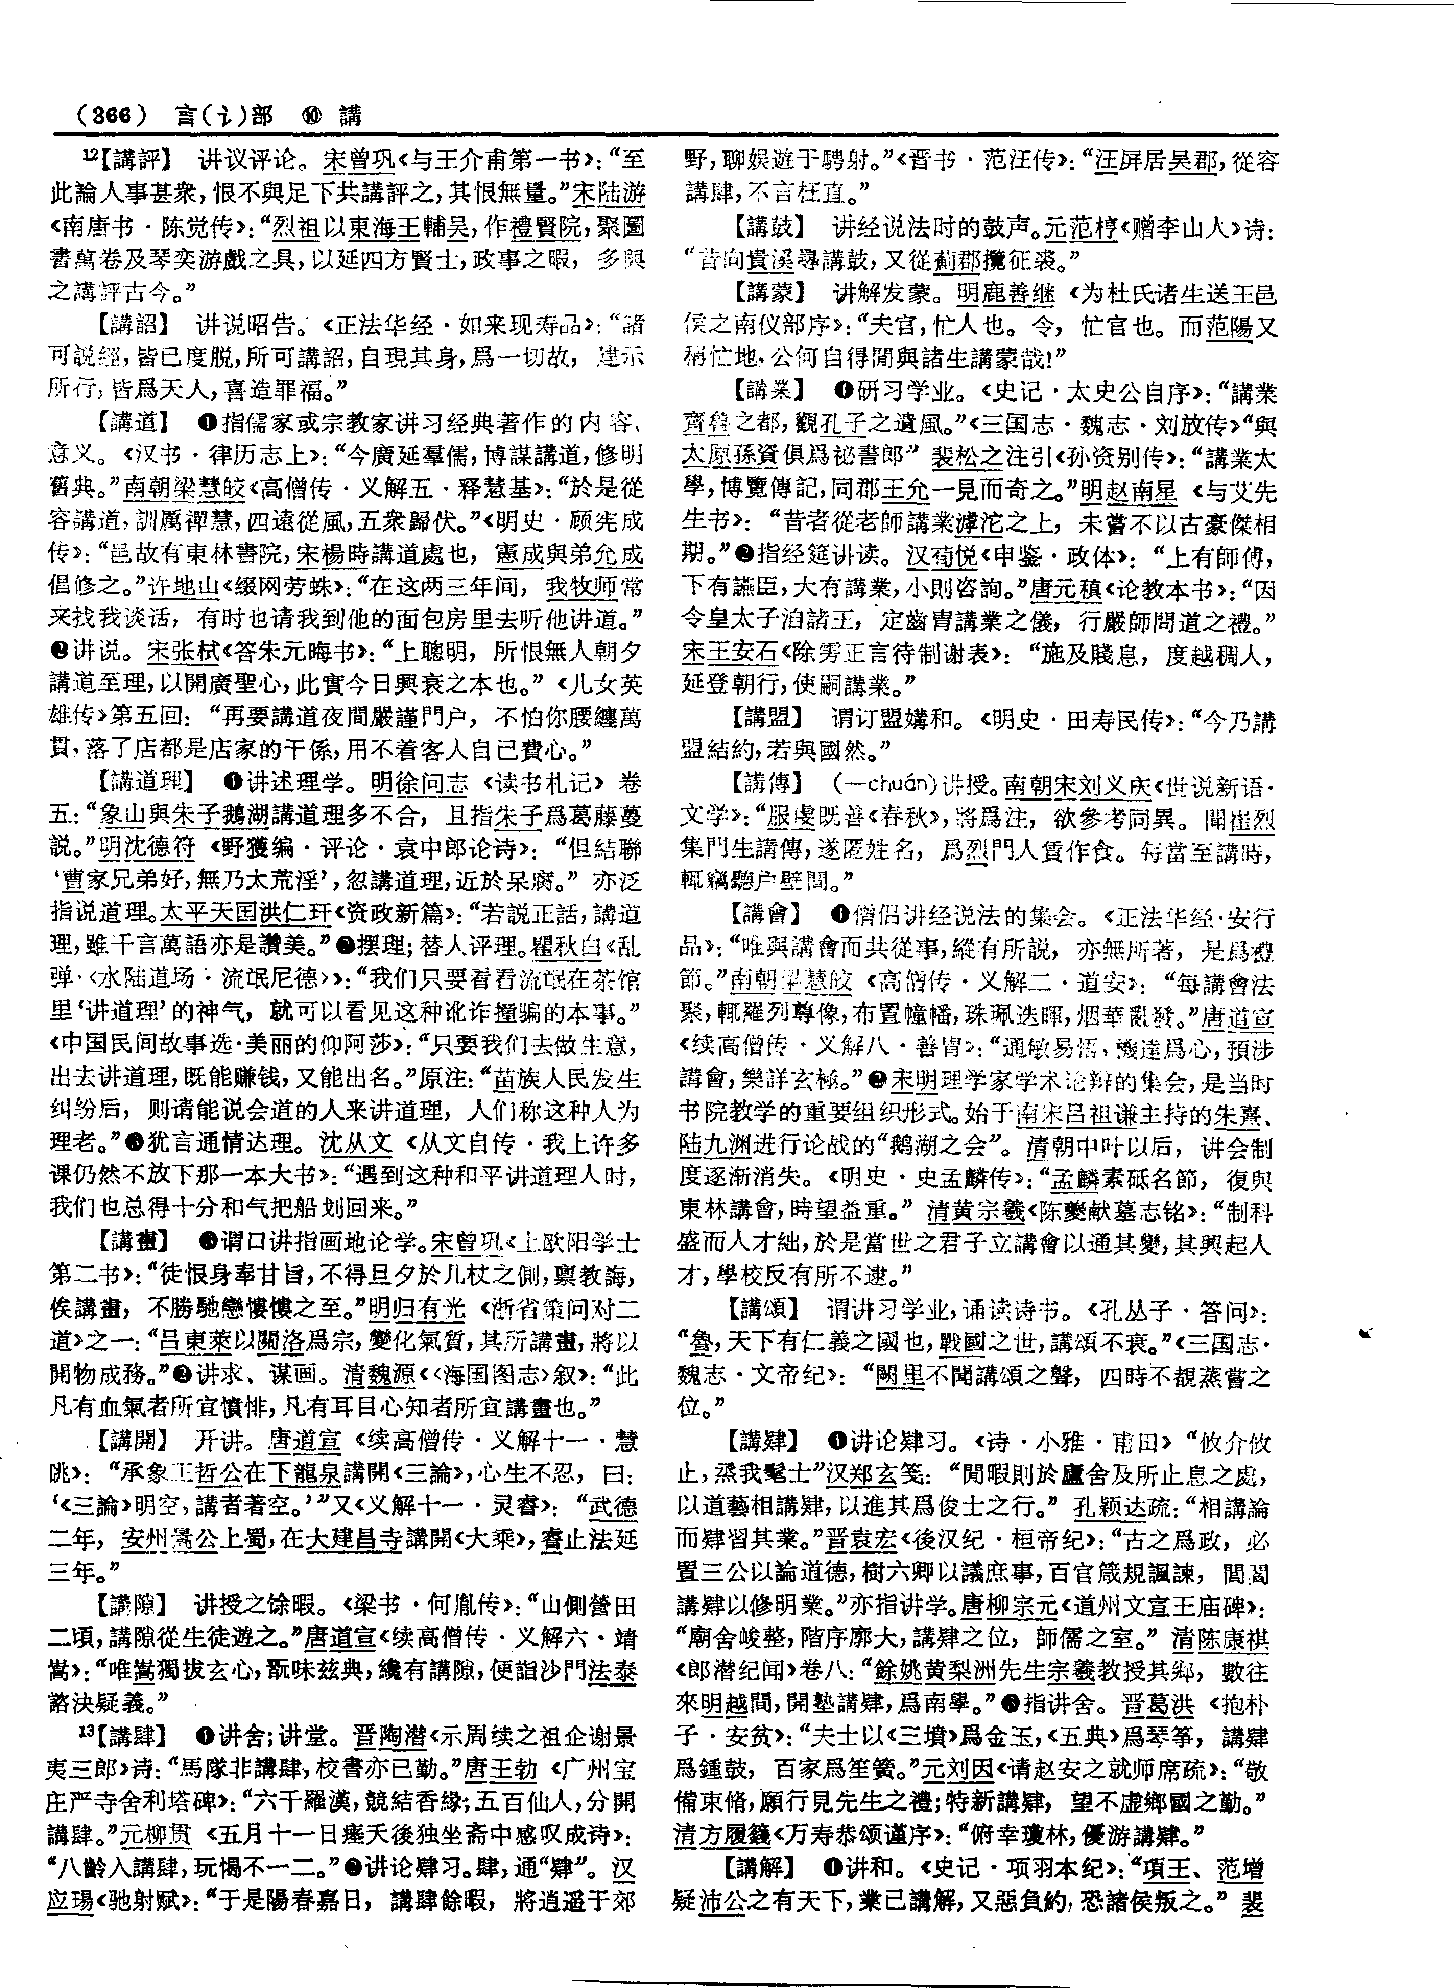 (366) 言(讠)部 ⑩ 講
12【講評】 讲议评论。宋曾巩《与王介甫第一书》：“至
此論人事甚衆，恨不與足下共講評之，其恨無量。”宋陆游
《南唐书·陈觉传》：“烈祖以東海王輔吴，作禮賢院，聚圖
書萬卷及琴奕游戲之具，以延四方賢士，政事之暇，多與
之講評古今。”
【講詔】 讲说昭告。《正法华经·如来现寿品》：“諸
可説經，皆已度脱，所可講詔，自現其身，爲一切故，建示
所行，皆爲天人，喜造罪福。”
【講道】 ❶指儒家或宗教家讲习经典著作的内容、
意义。《汉书·律历志上》：“今廣延羣儒，博謀講道，修明
舊典。”南朝梁慧皎《高僧传·义解五·释慧基》：“於是從
容講道，訓厲禪慧，四遠從風，五衆歸伏。”《明史·顾宪成
传》：“邑故有東林書院，宋楊時講道處也，憲成與弟允成
倡修之。”许地山《缀网劳蛛》：“在这两三年间，我牧师常
来找我谈话，有时也请我到他的面包房里去听他讲道。”
❷讲说。宋张栻《答朱元晦书》：“上聰明，所恨無人朝夕
講道至理，以開廣聖心，此實今日興衰之本也。”《儿女英
雄传》第五回：“再要講道夜間嚴謹門户，不怕你腰纏萬
貫，落了店都是店家的干係，用不着客人自已費心。”
【講道理】 ❶讲述理学。明徐问志《读书札记》卷
五：“象山與朱子鵝湖講道理多不合，且指朱子爲葛藤蔓
説。”明沈德符《野獲编·评论·袁中郎论诗》：“但結聯
‘曹家兄弟好，無乃太荒淫’，忽講道理，近於呆腐。”亦泛
指说道理。太平天国洪仁玕《资政新篇》：“若説正話，講道
理，雖千言萬語亦是讚美。”❷摆理；替人评理。瞿秋白《乱
弹·〈水陆道场·流氓尼德〉》：“我们只要看看流氓在茶馆
里‘讲道理’的神气，就可以看见这种讹诈撞骗的本事。”
《中国民间故事选·美丽的仰阿莎》：“只要我们去做生意，
出去讲道理，既能赚钱，又能出名。”原注：“苗族人民发生
纠纷后，则请能说会道的人来讲道理，人们称这种人为
理老。”❸犹言通情达理。沈从文《从文自传·我上许多
课仍然不放下那一本大书》：“遇到这种和平讲道理人时，
我们也总得十分和气把船划回来。”
【講畫】 ❶谓口讲指画地论学。宋曾巩《上欧阳学士
第二书》：“徒恨身奉甘旨，不得旦夕於几杖之側，禀教誨，
俟講畫，不勝馳戀慺慺之至。”明归有光《浙省策问对二
道》之一：“吕東萊以關洛爲宗，變化氣質，其所講畫，將以
開物成務。”❷讲求、谋画。清魏源《〈海国图志〉叙》：“此
凡有血氣者所宜憤悱，凡有耳目心知者所宜講畫也。”
【講開】 开讲。唐道宣《续高僧传·义解十一·慧
眺》：“承象王哲公在下龍泉講開《三論》，心生不忍，曰：
‘《三論》明空，講者著空。’”又《义解十一·灵睿》：“武德
二年，安州暠公上蜀，在大建昌寺講開《大乘》，睿止法延
三年。”
【講隙】 讲授之馀暇。《梁书·何胤传》：“山側營田
二頃，講隙從生徒遊之。”唐道宣《续高僧传·义解六·靖
嵩》：“唯嵩獨拔玄心，翫味兹典，纔有講隙，便詣沙門法泰
諮決疑義。”
13【講肆】 ❶讲舍；讲堂。晋陶潜《示周续之祖企谢景
夷三郎》诗：“馬隊非講肆，校書亦已勤。”唐王勃《广州宝
庄严寺舍利塔碑》：“六千羅漢，競結香緣；五百仙人，分開
講肆。”元柳贯《五月十一日痊夭後独坐斋中感叹成诗》：
“八齡入講肆，玩愒不一二。”❷讲论肄习。肆，通“肄”。汉
应瑒《驰射赋》：“于是陽春嘉日，講肆餘暇，將逍遥于郊
野，聊娱遊于騁射。”《晋书·范汪传》：“汪屏居吴郡，從容
講肆，不言枉直。”
【講鼓】 讲经说法时的鼓声。元范梈《赠李山人》诗：
“昔向貴溪尋講鼓，又從薊郡攬征裘。”
【講蒙】 讲解发蒙。明鹿善继《为杜氏诸生送王邑
侯之南仪部序》：“夫官，忙人也。令，忙官也。而范陽又
稱忙地，公何自得閒與諸生講蒙哉！”
【講業】 ❶研习学业。《史记·太史公自序》：“講業
齊魯之都，觀孔子之遺風。”《三国志·魏志·刘放传》“與
太原孫資俱爲祕書郎”裴松之注引《孙资别传》：“講業太
學，博覽傳記，同郡王允一見而奇之。”明赵南星《与艾先
生书》：“昔者從老師講業滹沱之上，未嘗不以古豪傑相
期。”❷指经筵讲读。汉荀悦《申鉴·政体》：“上有師傅，
下有讌臣，大有講業，小則咨詢。”唐元稹《论教本书》：“因
令皇太子洎諸王，定齒胄講業之儀，行嚴師問道之禮。”
宋王安石《除雱正言待制谢表》：“施及賤息，度越稠人，
延登朝行，使嗣講業。”
【講盟】 谓订盟媾和。《明史·田寿民传》：“今乃講
盟結約，若與國然。”
【講傳】 (—chuán)讲授。南朝宋刘义庆《世说新语·
文学》：“服虔既善《春秋》，將爲注，欲參考同異。聞崔烈
集門生講傳，遂匿姓名，爲烈門人賃作食。每當至講時，
輒竊聽户壁間。”
【講會】 ❶僧侣讲经说法的集会。《正法华经·安行
品》：“唯與講會而共從事，縱有所説，亦無所著，是爲禮
節。”南朝梁慧皎《高僧传·义解二·道安》：“每講會法
聚，輒羅列尊像，布置幢幡，珠珮迭暉，烟華亂發。”唐道宣
《续高僧传·义解八·善胄》：“通敏易悟，機達爲心，預涉
講會，樂詳玄極。”❷宋明理学家学术论辩的集会，是当时
书院教学的重要组织形式。始于南宋吕祖谦主持的朱熹、
陆九渊进行论战的“鹅湖之会”。清朝中叶以后，讲会制
度逐渐消失。《明史·史孟麟传》：“孟麟素砥名節，復與
東林講會，時望益重。”清黄宗羲《陈夔献墓志铭》：“制科
盛而人才絀，於是當世之君子立講會以通其變，其興起人
才，學校反有所不逮。”
【講頌】 谓讲习学业，诵读诗书。《孔丛子·答问》：
“魯，天下有仁義之國也，戰國之世，講頌不衰。”《三国志·
魏志·文帝纪》：“闕里不聞講頌之聲，四時不覩蒸嘗之
位。”
【講肄】 ❶讲论肄习。《诗·小雅·甫田》“攸介攸
止，烝我髦士”汉郑玄笺：“閒暇則於廬舍及所止息之處，
以道藝相講肄，以進其爲俊士之行。”孔颖达疏：“相講論
而肄習其業。”晋袁宏《後汉纪·桓帝纪》：“古之爲政，必
置三公以論道德，樹六卿以議庶事，百官箴規諷諫，閭閻
講肄以修明業。”亦指讲学。唐柳宗元《道州文宣王庙碑》：
“廟舍峻整，階序廓大，講肄之位，師儒之室。”清陈康祺
《郎潜纪闻》卷八：“餘姚黄梨洲先生宗羲教授其鄉，數往
來明越間，開塾講肄，爲南學。”❷指讲舍。晋葛洪《抱朴
子·安贫》：“夫士以《三墳》爲金玉，《五典》爲琴筝，講肄
爲鍾鼓，百家爲笙簧。”元刘因《请赵安之就师席疏》：“敬
備束脩，願行見先生之禮；特新講肄，望不虚鄉國之勤。”
清方履籛《万寿恭颂谨序》：“俯幸瓊林，優游講肄。”
【講解】 ❶讲和。《史记·项羽本纪》：“項王、范增
疑沛公之有天下，業已講解，又惡負約，恐諸侯叛之。”裴